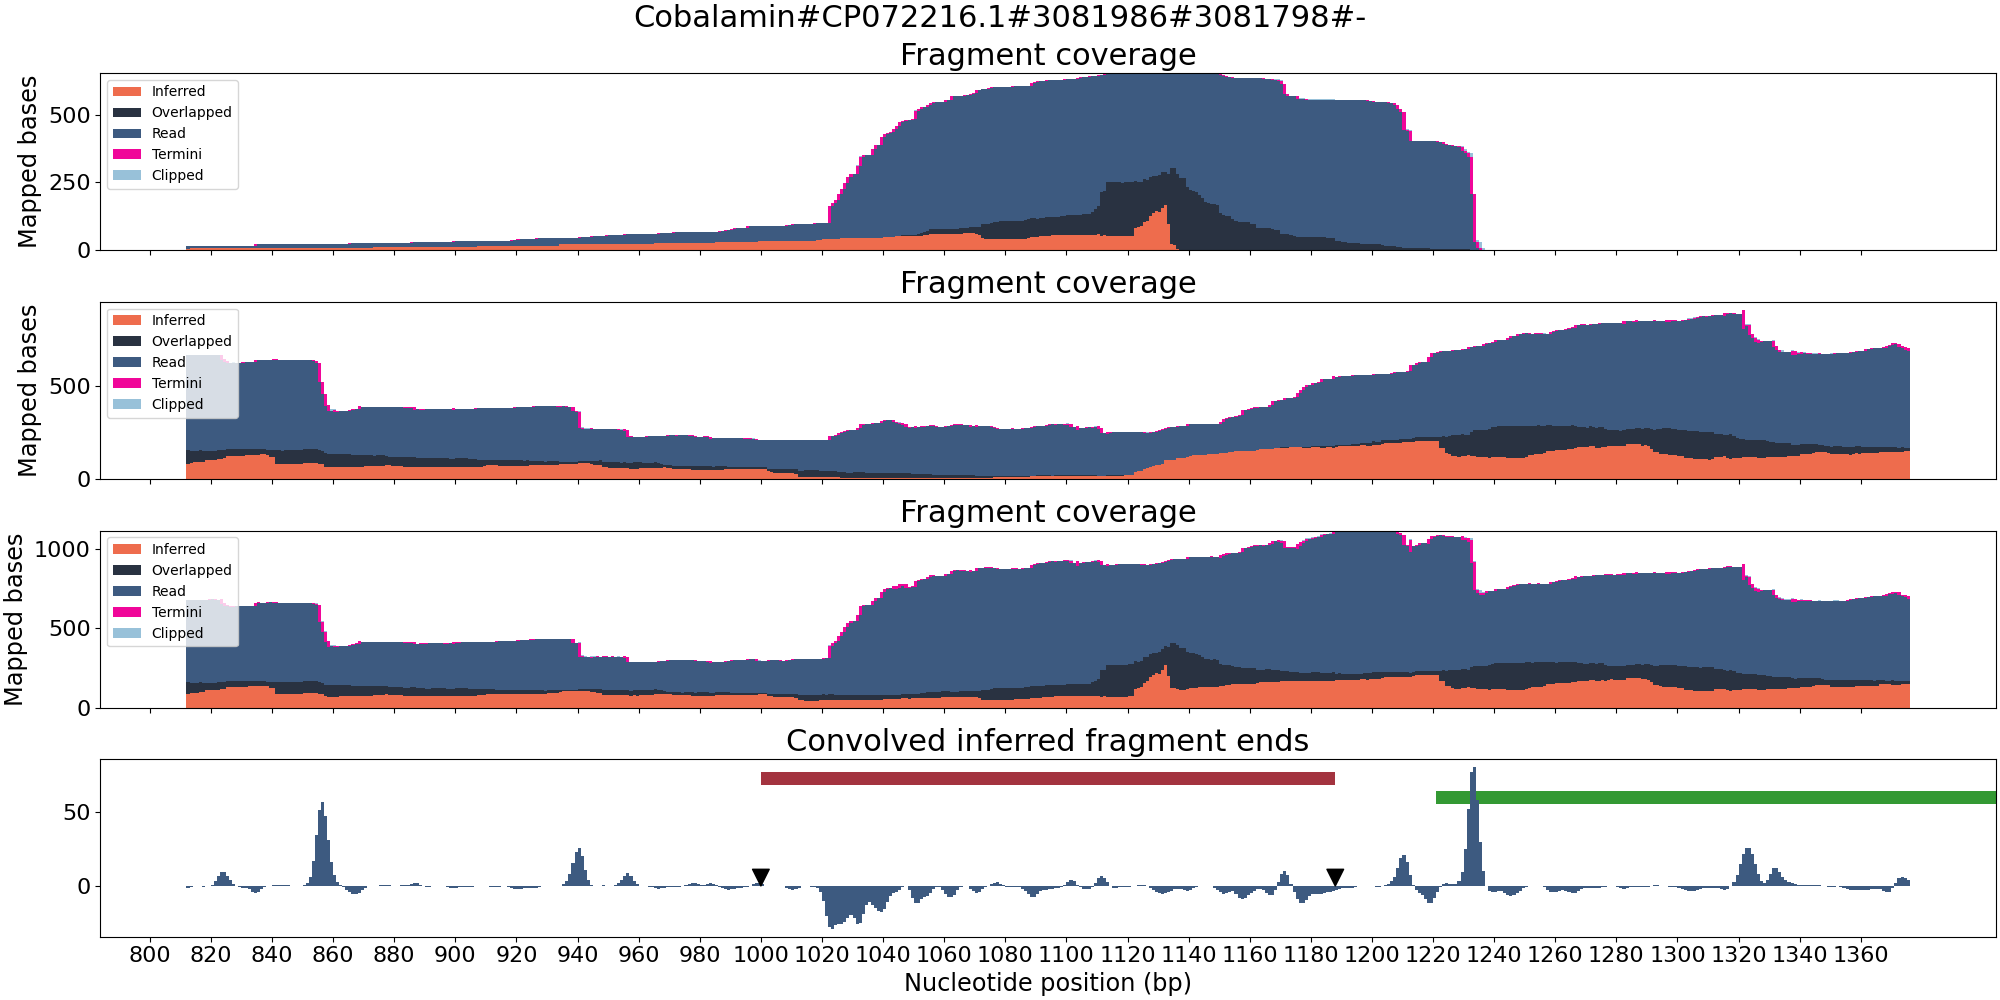 Cobalamin#CP072216.1#3081986#3081798#-
Fragment coverage
Mapped bases
500
250
0
Inferred
Overlapped
Read
Termini
Clipped
Fragment coverage
Mapped bases
500
0
Inferred
Overlapped
Read
Termini
Clipped
Fragment coverage
Mapped bases
1000
500
0
Inferred
Overlapped
Read
Termini
Clipped
Convolved inferred fragment ends
50
0
800 820 840 860 880 900 920 940 960 980 1000 1020 1040 1060 1080 1100 1120 1140 1160 1180 1200 1220 1240 1260 1280 1300 1320 1340 1360
Nucleotide position (bp)